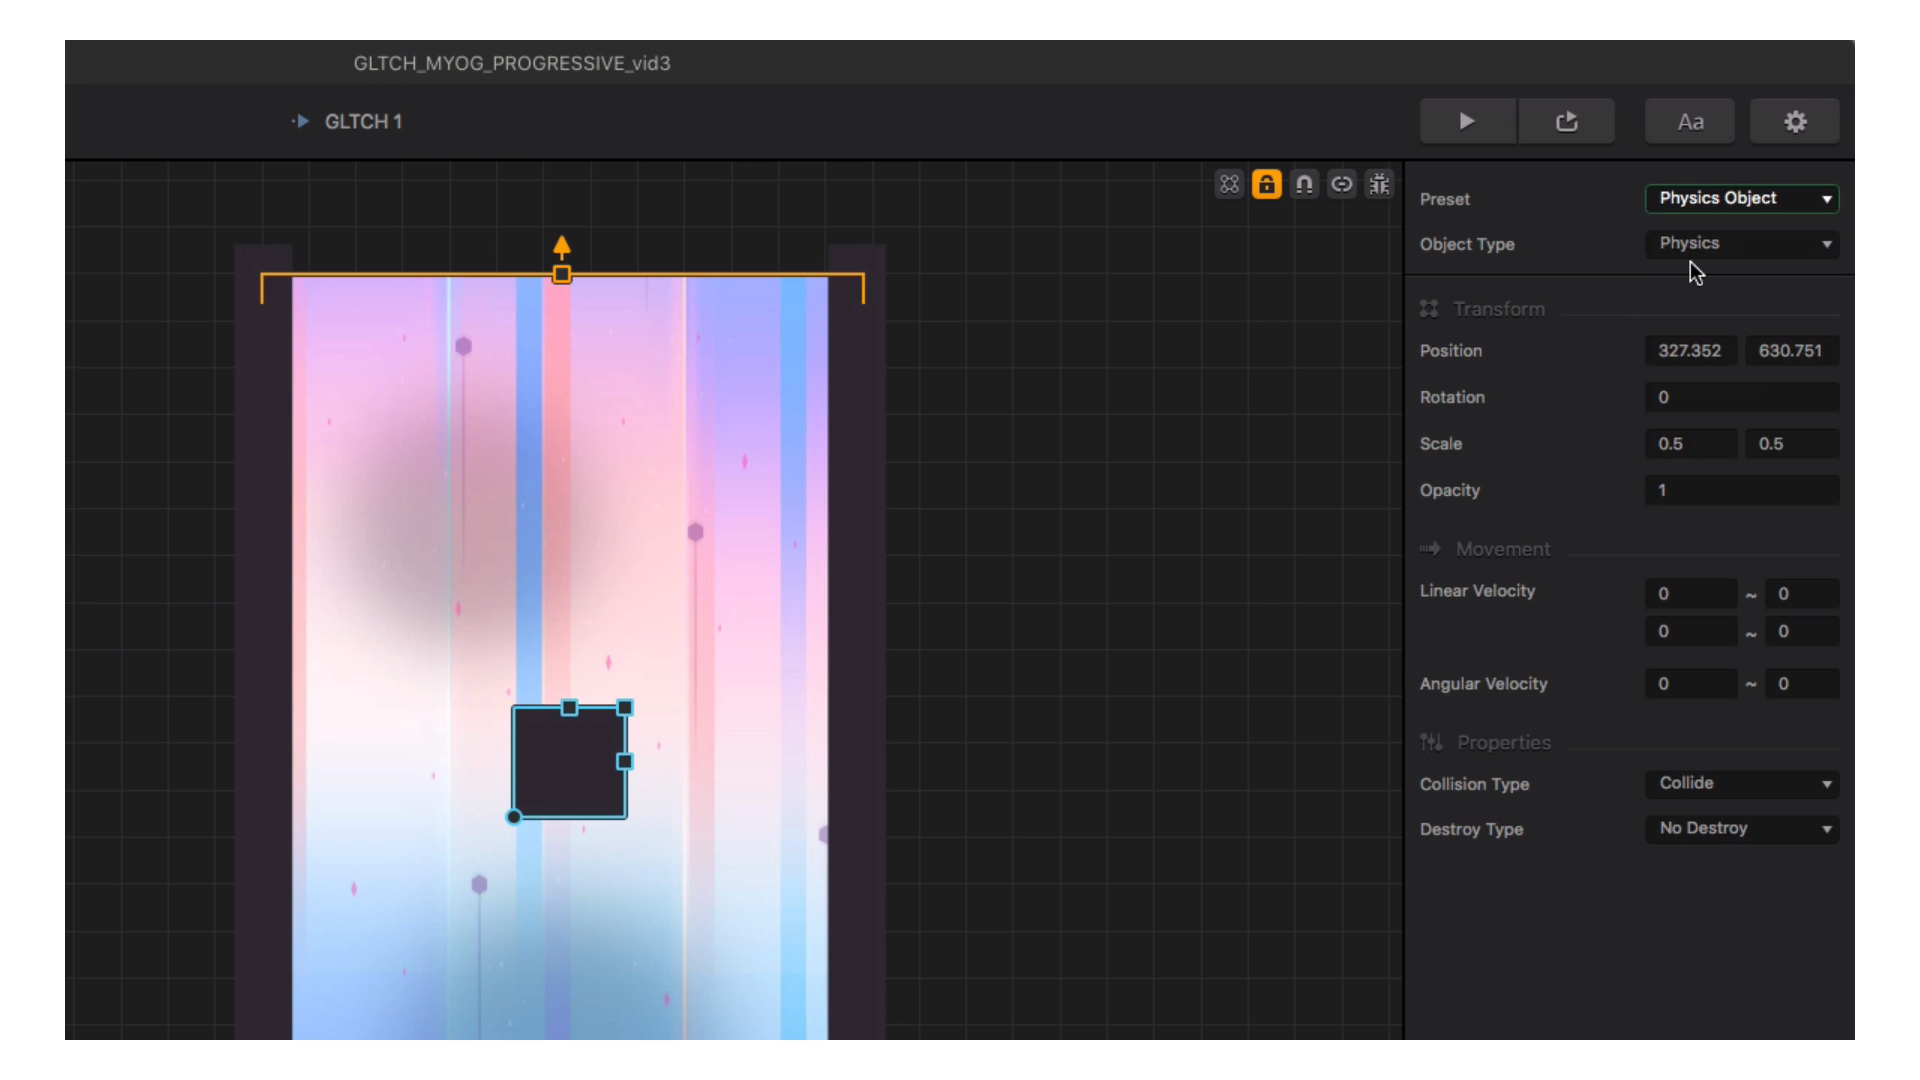 GLTCH_MYOG_PROGRESSIVE_vid3
GLTCH 1
Aa
Preset Physics Object
Object Type Physics
Transform
Position 327.352 630.751
Rotation 0
Scale 0.5 0.5
Opacity 1
Movement
Linear Velocity 0 ~ 0
0 ~ 0
Angular Velocity 0 ~ 0
Properties
Collision Type Collide
Destroy Type No Destroy